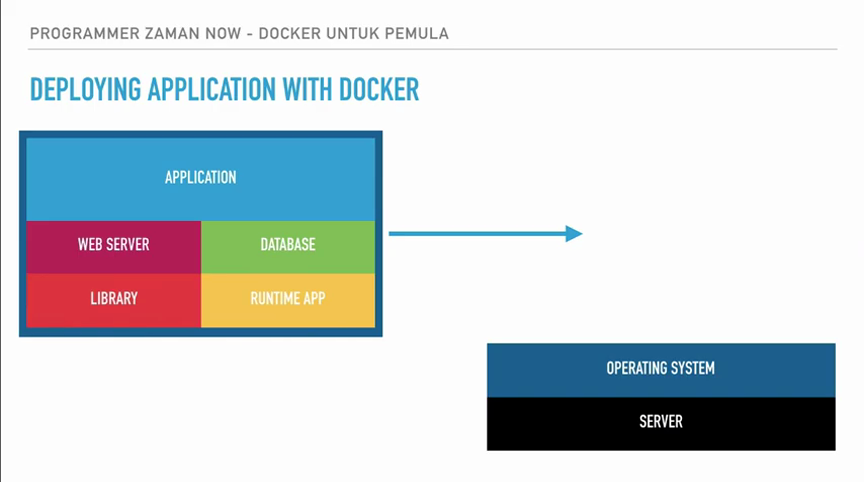 PROGRAMMER ZAMAN NOW - DOCKER UNTUK PEMULA
DEPLOYING APPLICATION WITH DOCKER
APPLICATION
WEB SERVER
DATABASE
LIBRARY
RUNTIME APP
OPERATING SYSTEM
SERVER